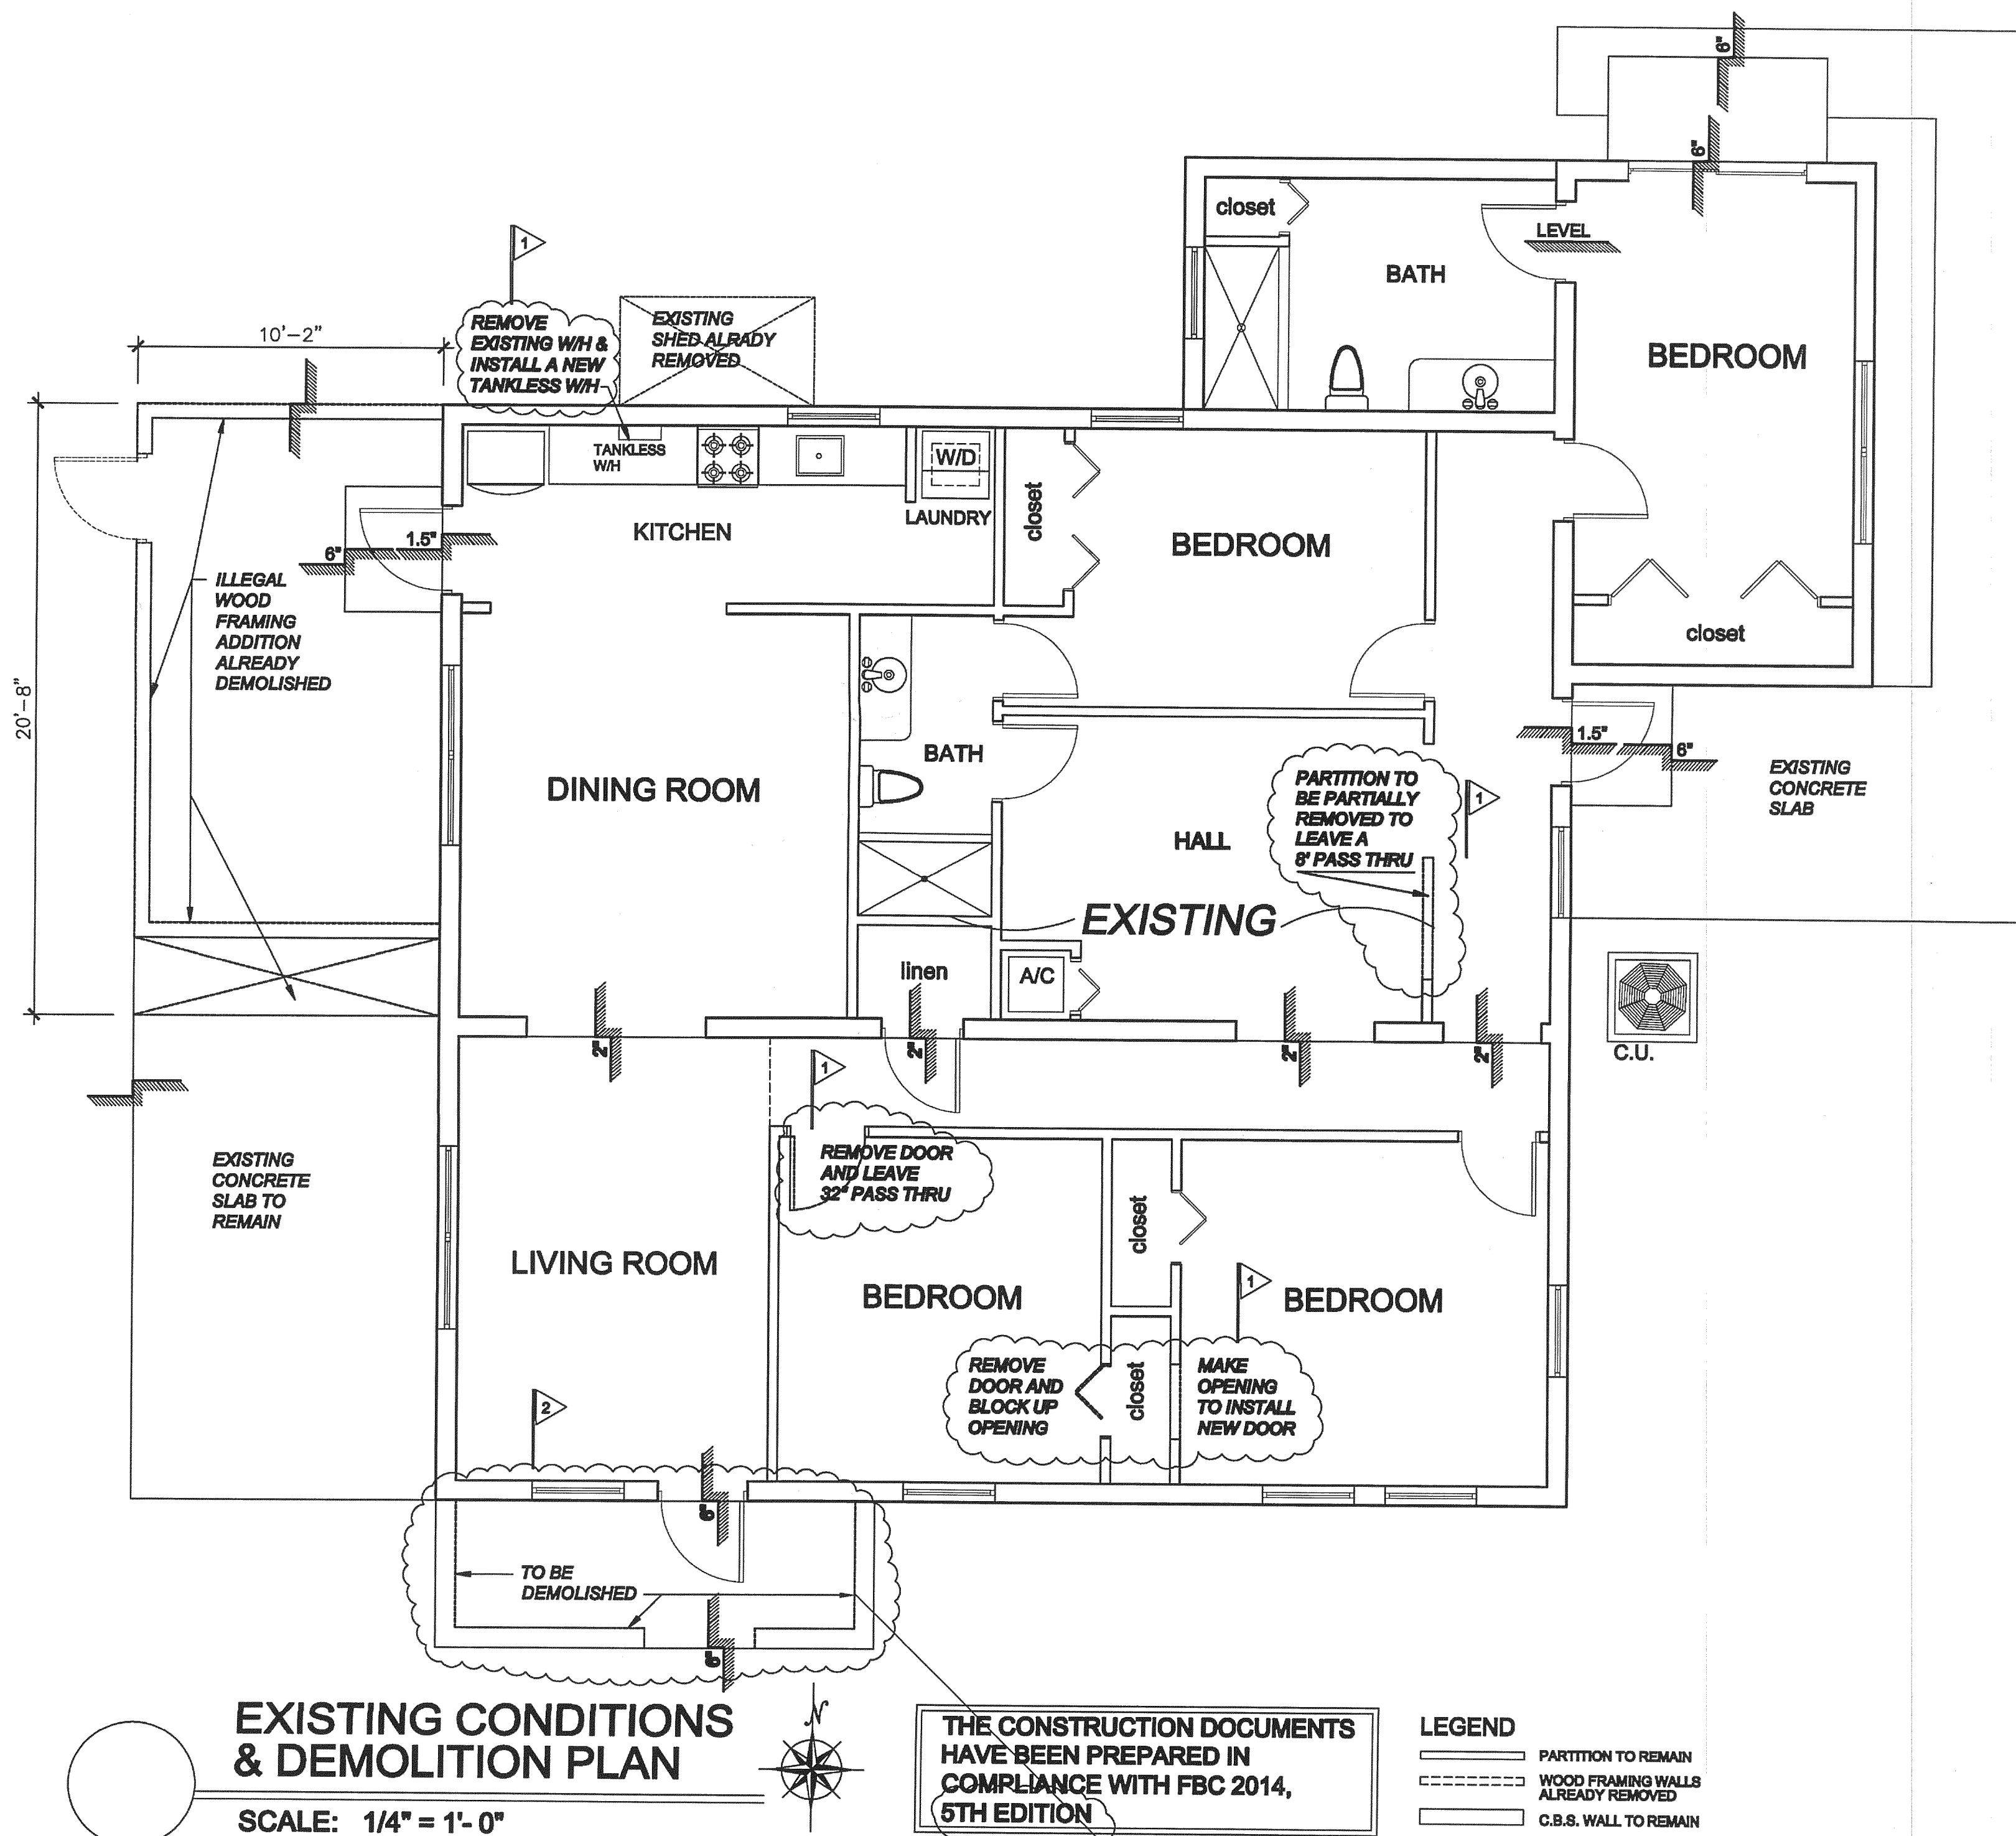 6"
6"
closet
LEVEL
BATH
BEDROOM
1
10'-2"
REMOVE
EXISTING W/H &
INSTALL A NEW
TANKLESS W/H
EXISTING
SHED ALRADY
REMOVED
TANKLESS
W/H
W/D
LAUNDRY
KITCHEN
closet
BEDROOM
6"
1.5"
ILLEGAL
WOOD
FRAMING
ADDITION
ALREADY
DEMOLISHED
20'-8"
closet
1.5"
6"
EXISTING
CONCRETE
SLAB
DINING ROOM
BATH
HALL
PARTITION TO
BE PARTIALLY
REMOVED TO
LEAVE A
8' PASS THRU
1
EXISTING
linen
A/C
C.U.
2"
2"
2"
2"
1
REMOVE DOOR
AND LEAVE
32" PASS THRU
EXISTING
CONCRETE
SLAB TO
REMAIN
LIVING ROOM
BEDROOM
closet
1
BEDROOM
REMOVE
DOOR AND
BLOCK UP
OPENING
closet
MAKE
OPENING
TO INSTALL
NEW DOOR
2
6"
TO BE
DEMOLISHED
6"
EXISTING CONDITIONS
& DEMOLITION PLAN
SCALE: 1/4" = 1'- 0"
N
THE CONSTRUCTION DOCUMENTS
HAVE BEEN PREPARED IN
COMPLIANCE WITH FBC 2014,
5TH EDITION
LEGEND
PARTITION TO REMAIN
WOOD FRAMING WALLS
ALREADY REMOVED
C.B.S. WALL TO REMAIN